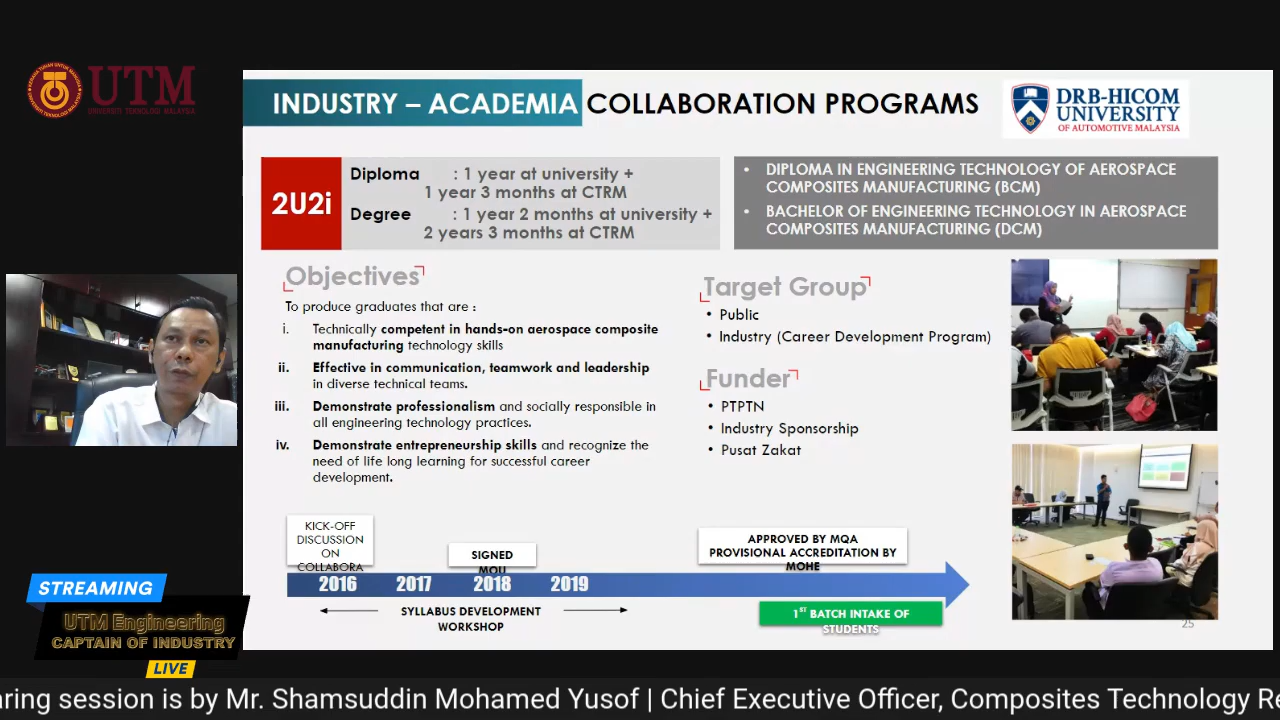 UTM
UNIVERSITI TEKNOLOGI MALAYSIA
INDUSTRY – ACADEMIA COLLABORATION PROGRAMS
DRB-HICOM
UNIVERSITY
OF AUTOMOTIVE MALAYSIA
2U2i
Diploma : 1 year at university +
1 year 3 months at CTRM
Degree : 1 year 2 months at university +
2 years 3 months at CTRM
• DIPLOMA IN ENGINEERING TECHNOLOGY OF AEROSPACE
COMPOSITES MANUFACTURING (BCM)
• BACHELOR OF ENGINEERING TECHNOLOGY IN AEROSPACE
COMPOSITES MANUFACTURING (DCM)
Objectives
To produce graduates that are :
i. Technically competent in hands-on aerospace composite
manufacturing technology skills
ii. Effective in communication, teamwork and leadership
in diverse technical teams.
iii. Demonstrate professionalism and socially responsible in
all engineering technology practices.
iv. Demonstrate entrepreneurship skills and recognize the
need of life long learning for successful career
development.
Target Group
• Public
• Industry (Career Development Program)
Funder
• PTPTN
• Industry Sponsorship
• Pusat Zakat
KICK-OFF
DISCUSSION
ON
COLLABORA
SIGNED
MOU
APPROVED BY MQA
PROVISIONAL ACCREDITATION BY
MOHE
2016 2017 2018 2019
SYLLABUS DEVELOPMENT
WORKSHOP
1ST BATCH INTAKE OF
STUDENTS
25
STREAMING
UTM Engineering
CAPTAIN OF INDUSTRY
LIVE
aring session is by Mr. Shamsuddin Mohamed Yusof | Chief Executive Officer, Composites Technology Re